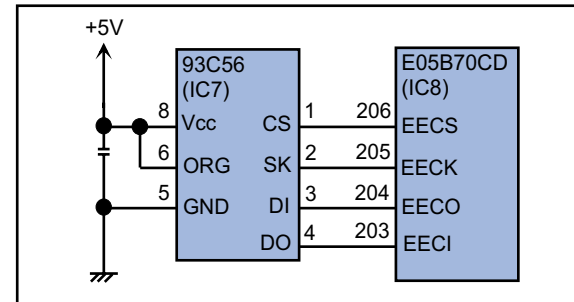 +5V
93C56
(IC7)
E05B70CD
(IC8)
8 Vcc CS 1 206 EECS
6 ORG SK 2 205 EECK
5 GND DI 3 204 EECO
DO 4 203 EECI